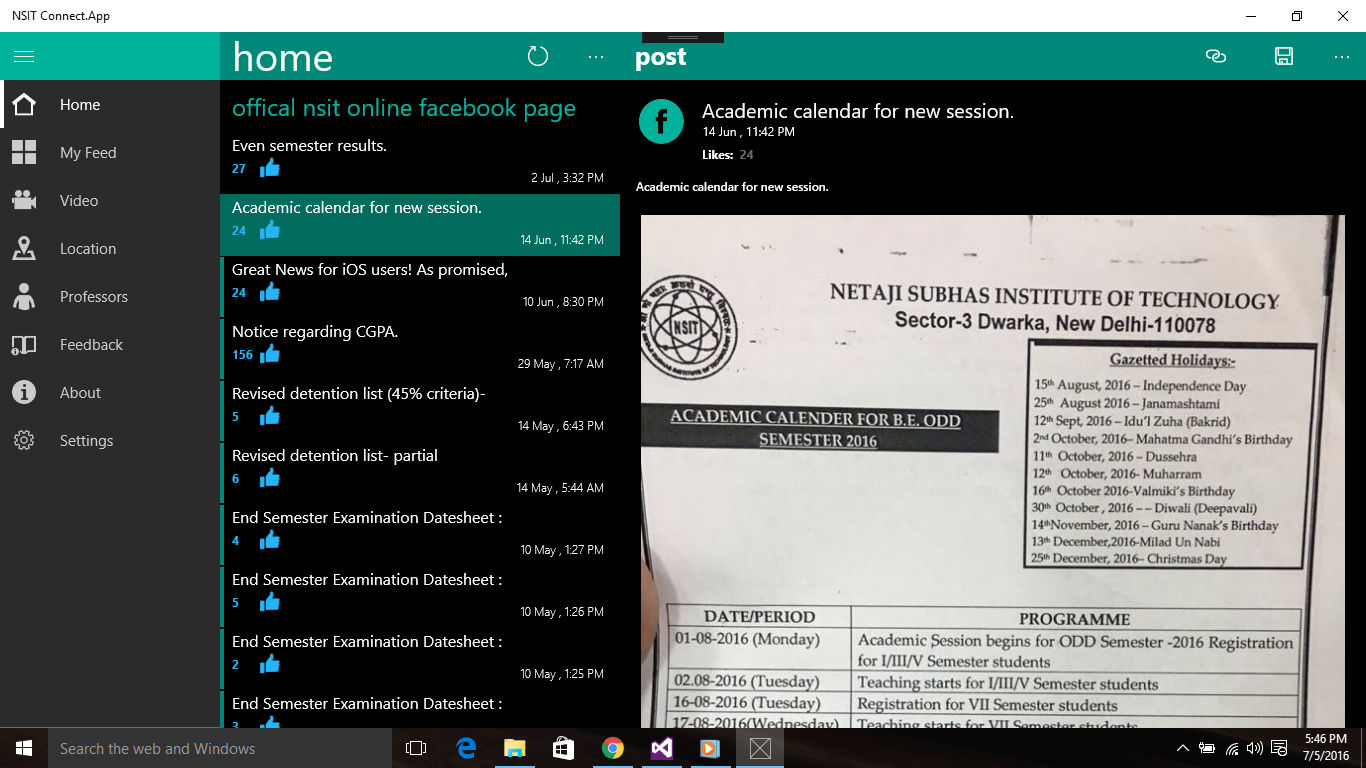 NSIT Connect.App
home
post
Home
My Feed
Video
Location
Professors
Feedback
About
Settings
offical nsit online facebook page
Even semester results.
27
2 Jul , 3:32 PM
Academic calendar for new session.
24
14 Jun , 11:42 PM
Great News for iOS users! As promised,
24
10 Jun , 8:30 PM
Notice regarding CGPA.
156
29 May , 7:17 AM
Revised detention list (45% criteria)-
5
14 May , 6:43 PM
Revised detention list- partial
6
14 May , 5:44 AM
End Semester Examination Datesheet :
4
10 May , 1:27 PM
End Semester Examination Datesheet :
5
10 May , 1:26 PM
End Semester Examination Datesheet :
2
10 May , 1:25 PM
End Semester Examination Datesheet :
3
f
Academic calendar for new session.
14 Jun , 11:42 PM
Likes: 24
Academic calendar for new session.
NSIT
NETAJI SUBHAS INSTITUTE OF TECHNOLOGY
Sector-3 Dwarka, New Delhi-110078
Gazetted Holidays:-
15th August, 2016 – Independence Day
25th August 2016 – Janamashtami
12th Sept, 2016 – Idu'l Zuha (Bakrid)
2nd October, 2016– Mahatma Gandhi's Birthday
11th October, 2016 – Dussehra
12th October, 2016- Muharram
16th October 2016-Valmiki's Birthday
30th October , 2016 – – Diwali (Deepavali)
14thNovember, 2016 – Guru Nanak's Birthday
13th December,2016-Milad Un Nabi
25th December, 2016– Christmas Day
ACADEMIC CALENDER FOR B.E. ODD
SEMESTER 2016
DATE/PERIOD PROGRAMME
01-08-2016 (Monday) Academic Session begins for ODD Semester -2016 Registration
for I/III/V Semester students
02.08-2016 (Tuesday) Teaching starts for I/III/V Semester students
16-08-2016 (Tuesday) Registration for VII Semester students
17-08-2016(Wednesday) Teaching starts for VII Semester students
Search the web and Windows
5:46 PM
7/5/2016